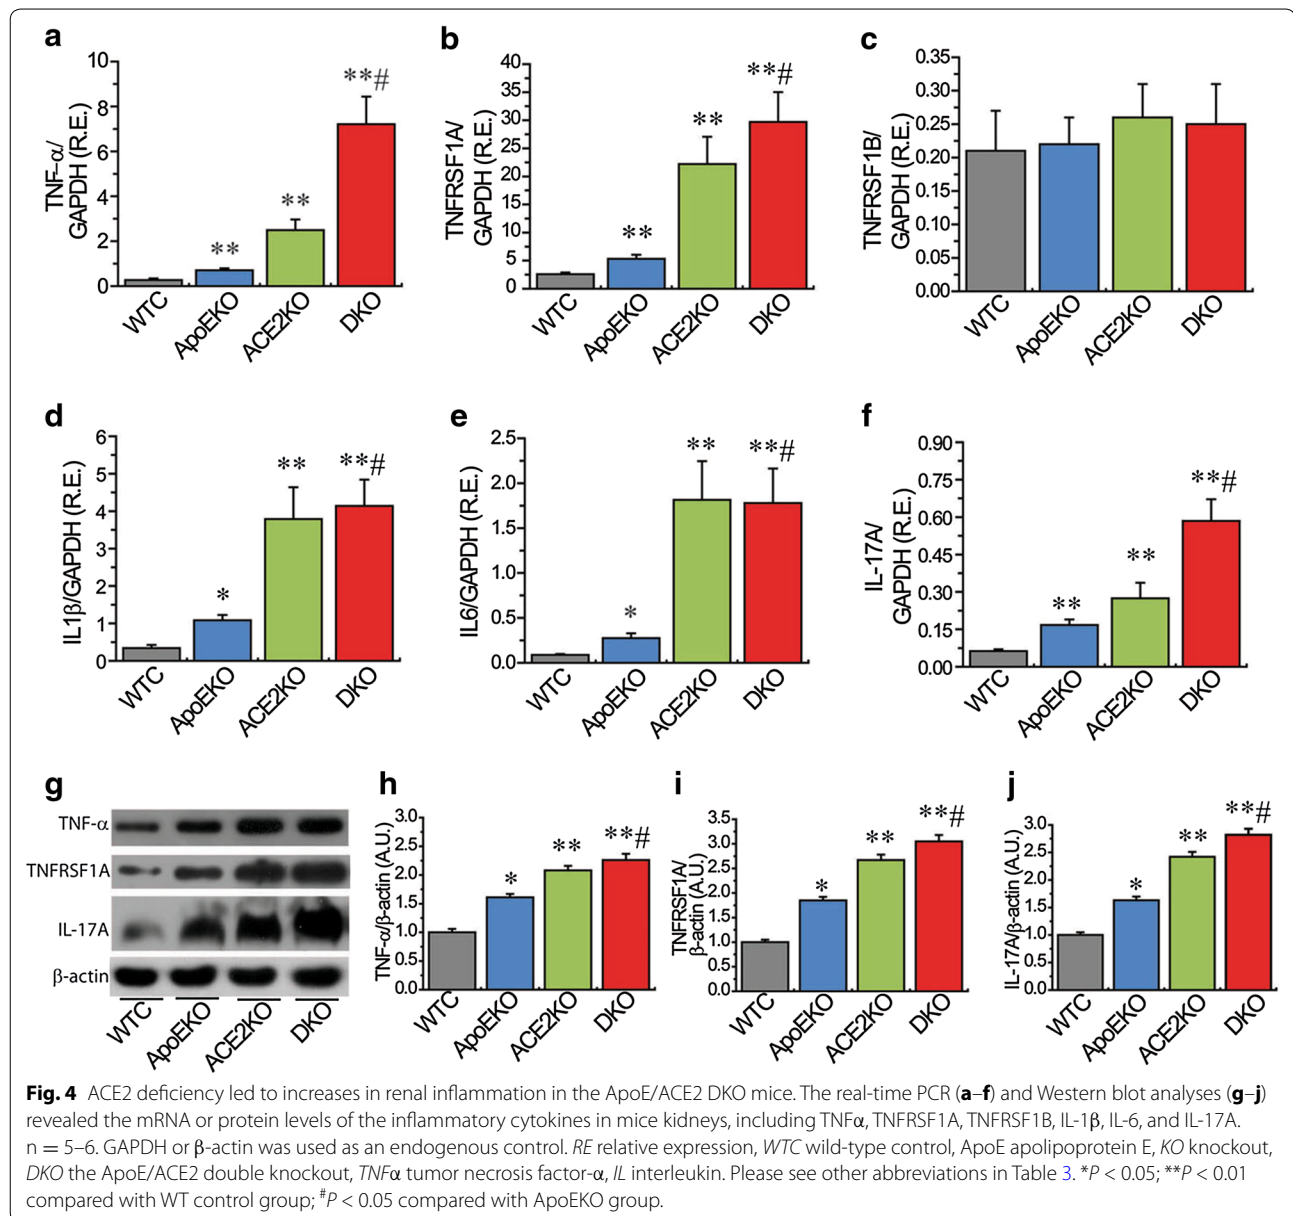 a
TNF-α/
GAPDH (R.E.)
10
8
6
4
2
0
**
**
**#
WTC
ApoEKO
ACE2KO
DKO
b
TNFRSF1A/
GAPDH (R.E.)
40
35
30
25
20
15
10
5
0
**
**
**#
WTC
ApoEKO
ACE2KO
DKO
c
TNFRSF1B/
GAPDH (R.E.)
0.35
0.30
0.25
0.20
0.15
0.10
0.05
0.00
WTC
ApoEKO
ACE2KO
DKO
d
IL1β/GAPDH (R.E.)
6
5
4
3
2
1
0
*
**
**#
WTC
ApoEKO
ACE2KO
DKO
e
IL6/GAPDH (R.E.)
2.5
2.0
1.5
1.0
0.5
0.0
*
**
**#
WTC
ApoEKO
ACE2KO
DKO
f
IL-17A/
GAPDH (R.E.)
0.90
0.75
0.60
0.45
0.30
0.15
0.00
**
**
**#
WTC
ApoEKO
ACE2KO
DKO
g
TNF-α
TNFRSF1A
IL-17A
β-actin
WTC
ApoEKO
ACE2KO
DKO
h
TNF-α/β-actin (A.U.)
3.0
2.5
2.0
1.5
1.0
0.5
0.0
*
**
**#
WTC
ApoEKO
ACE2KO
DKO
i
TNFRSF1A/
β-actin (A.U.)
3.5
3.0
2.5
2.0
1.5
1.0
0.5
0.0
*
**
**#
WTC
ApoEKO
ACE2KO
DKO
j
IL-17A/β-actin (A.U.)
3.0
2.5
2.0
1.5
1.0
0.5
0.0
*
**
**#
WTC
ApoEKO
ACE2KO
DKO
Fig. 4 ACE2 deficiency led to increases in renal inflammation in the ApoE/ACE2 DKO mice. The real-time PCR (a–f) and Western blot analyses (g–j)
revealed the mRNA or protein levels of the inflammatory cytokines in mice kidneys, including TNFα, TNFRSF1A, TNFRSF1B, IL-1β, IL-6, and IL-17A.
n = 5–6. GAPDH or β-actin was used as an endogenous control. RE relative expression, WTC wild-type control, ApoE apolipoprotein E, KO knockout,
DKO the ApoE/ACE2 double knockout, TNFα tumor necrosis factor-α, IL interleukin. Please see other abbreviations in Table 3. *P < 0.05; **P < 0.01
compared with WT control group; #P < 0.05 compared with ApoEKO group.